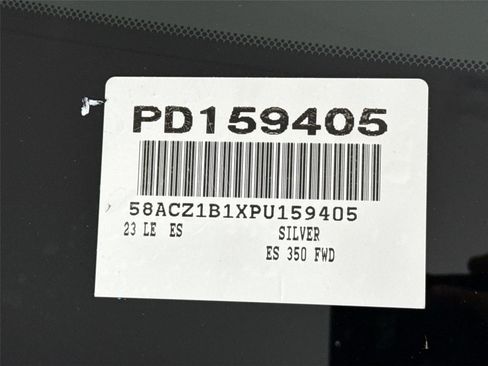 PD159405
58ACZ1B1XPU159405
23 LE ES SILVER
ES 350 FWD